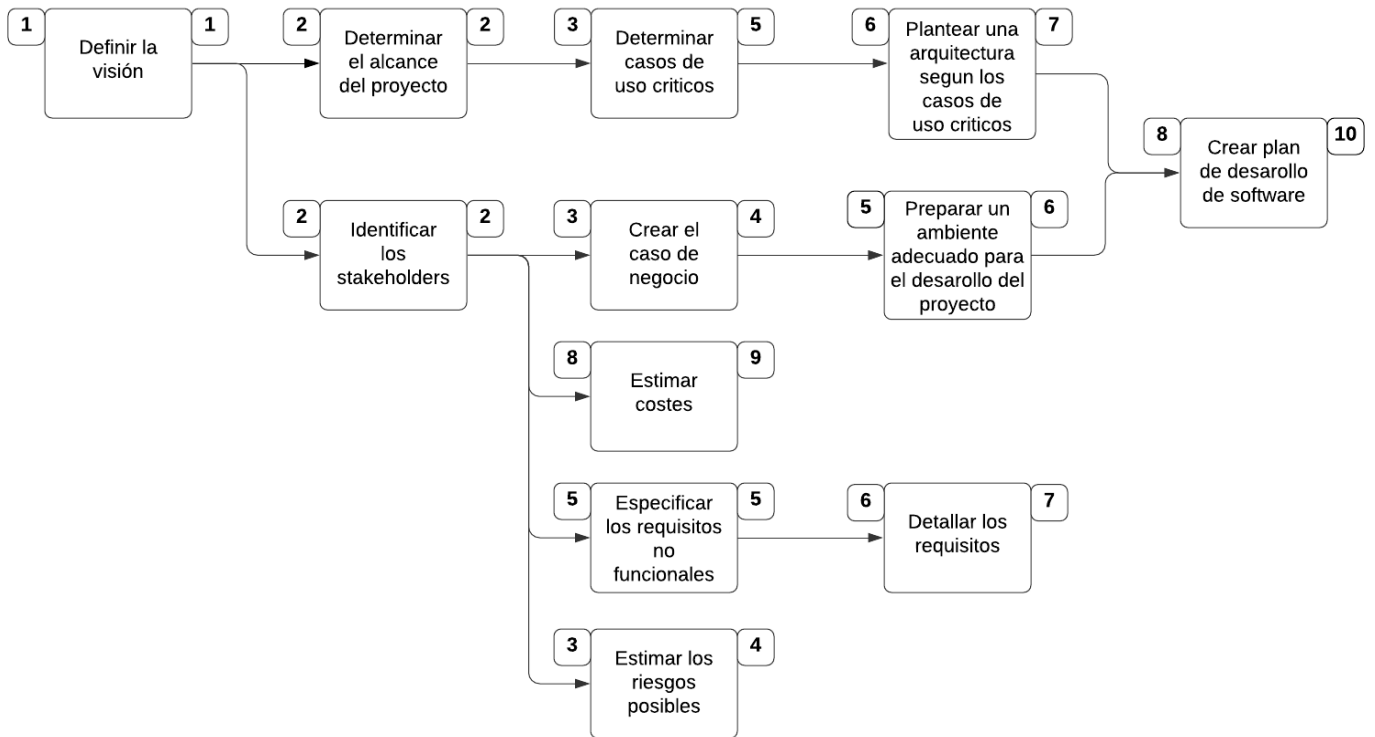 1
Definir la
visión
1
2
Determinar
el alcance
del proyecto
2
3
Determinar
casos de
uso criticos
5
6
Plantear una
arquitectura
segun los
casos de
uso criticos
7
8
Crear plan
de desarollo
de software
10
2
Identificar
los
stakeholders
2
3
Crear el
caso de
negocio
4
5
Preparar un
ambiente
adecuado para
el desarollo del
proyecto
6
8
Estimar
costes
9
5
Especificar
los requisitos
no
funcionales
5
6
Detallar los
requisitos
7
3
Estimar los
riesgos
posibles
4